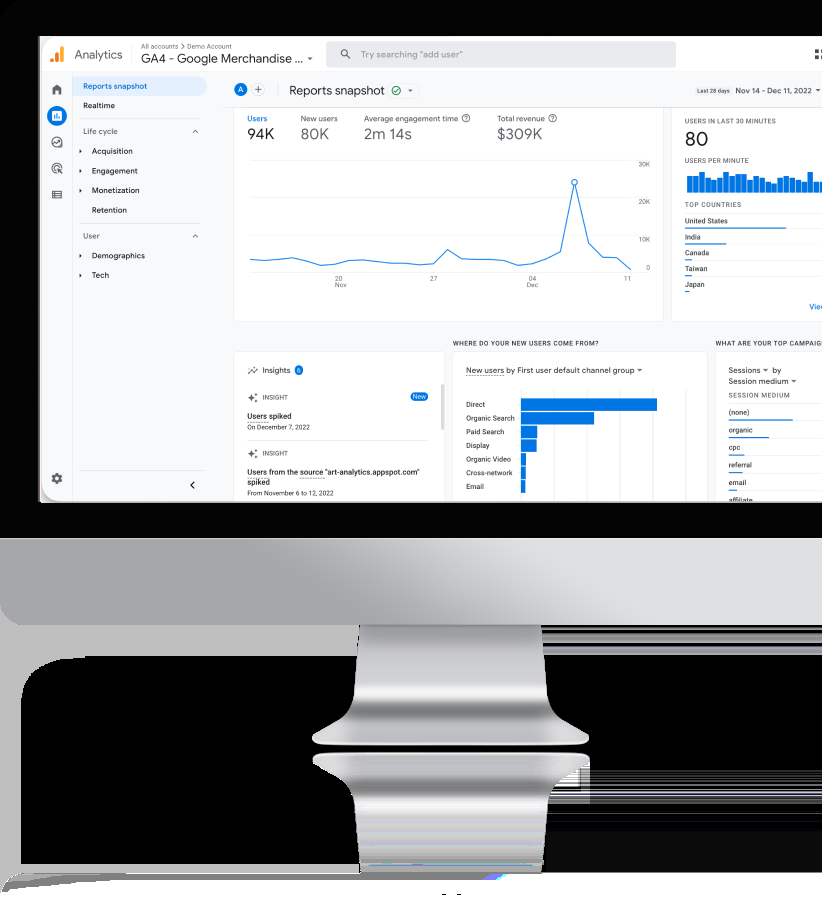 Analytics
All accounts > Demo Account
GA4 - Google Merchandise ...
Try searching "add user"
Reports snapshot
Realtime
Life cycle
Acquisition
Engagement
Monetization
Retention
User
Demographics
Tech
A
Reports snapshot
Last 28 days Nov 14 - Dec 11, 2022
Users
94K
New users
80K
Average engagement time
2m 14s
Total revenue
$309K
30K
20K
10K
0
20
Nov
27
04
Dec
11
USERS IN LAST 30 MINUTES
80
USERS PER MINUTE
TOP COUNTRIES
United States
India
Canada
Taiwan
Japan
Insights 6
INSIGHT
New
Users spiked
On December 7, 2022
INSIGHT
Users from the source "art-analytics.appspot.com"
spiked
From November 6 to 12, 2022
WHERE DO YOUR NEW USERS COME FROM?
New users by First user default channel group
Direct
Organic Search
Paid Search
Display
Organic Video
Cross-network
Email
WHAT ARE YOUR TOP
Sessions by
Session medium
SESSION MEDIUM
(none)
organic
cpc
referral
email
affiliate